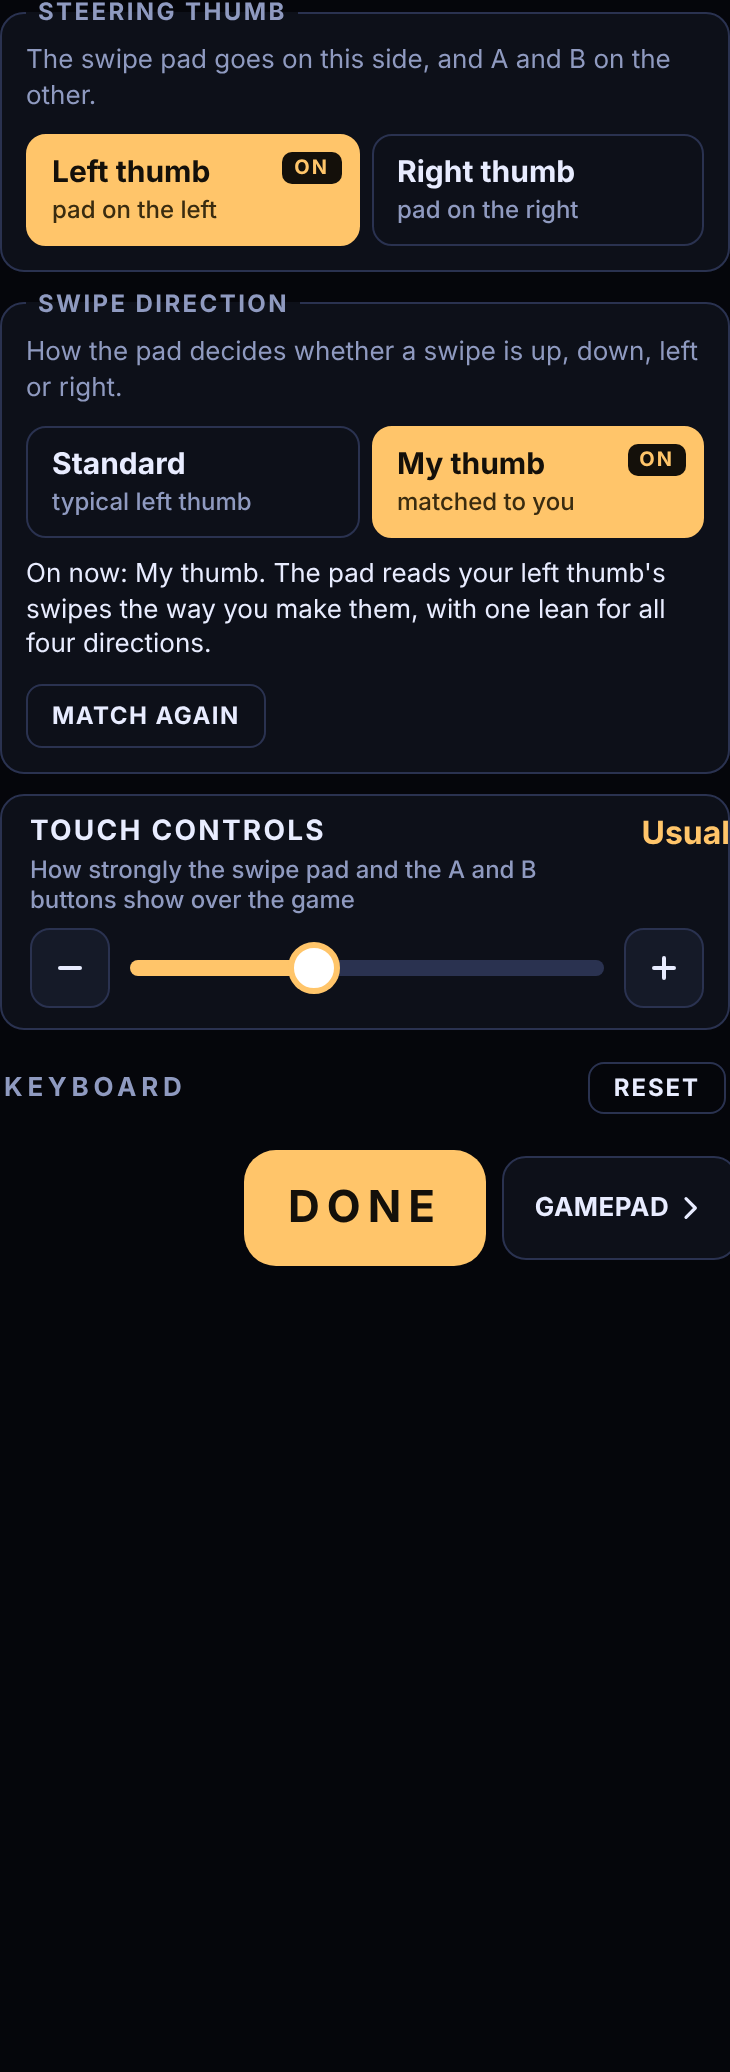 STEERING THUMB
The swipe pad goes on this side, and A and B on the
other.
Left thumb
ON
pad on the left
Right thumb
pad on the right
SWIPE DIRECTION
How the pad decides whether a swipe is up, down, left
or right.
Standard
typical left thumb
My thumb
ON
matched to you
On now: My thumb. The pad reads your left thumb's
swipes the way you make them, with one lean for all
four directions.
MATCH AGAIN
TOUCH CONTROLS
Usual
How strongly the swipe pad and the A and B
buttons show over the game
KEYBOARD
RESET
DONE
GAMEPAD